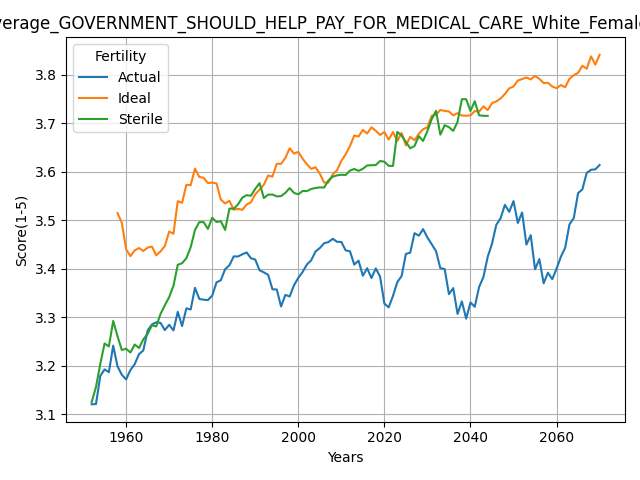 verage_GOVERNMENT_SHOULD_HELP_PAY_FOR_MEDICAL_CARE_White_Female
Fertility
Actual
Ideal
Sterile
3.8
3.7
3.6
3.5
3.4
3.3
3.2
3.1
Score(1-5)
1960 1980 2000 2020 2040 2060
Years